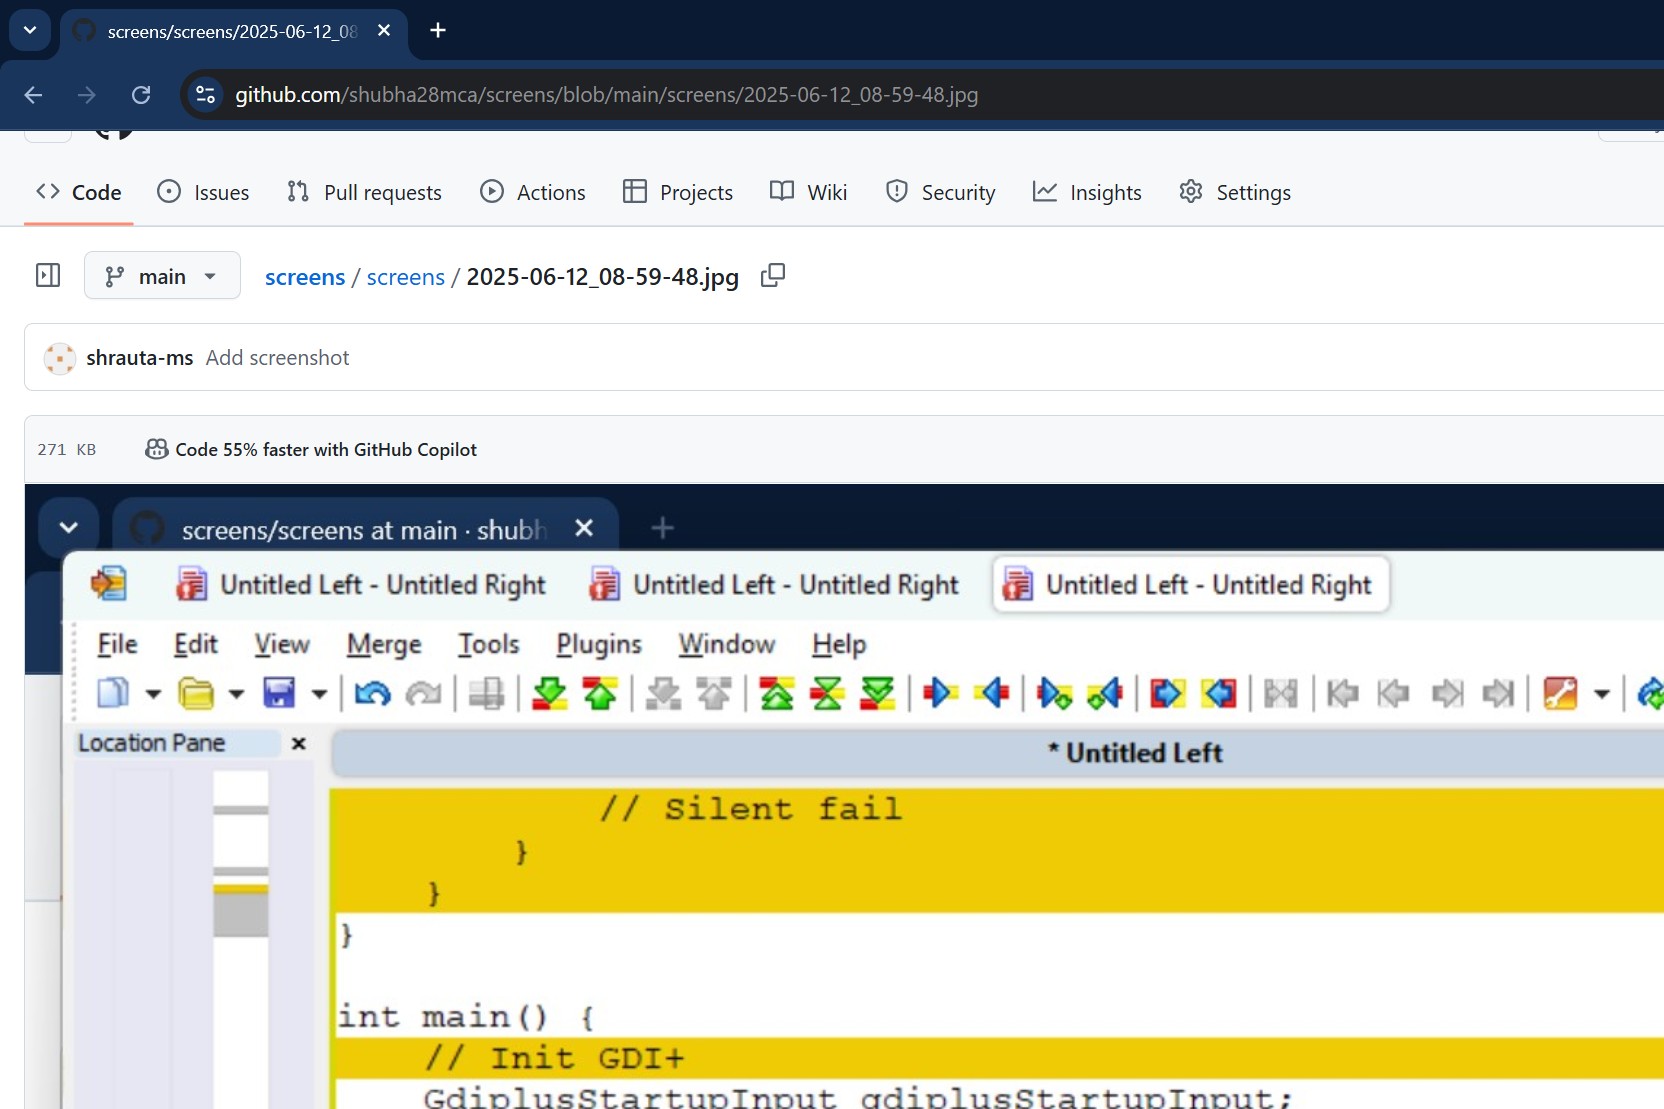 screens/screens/2025-06-12_08
github.com/shubha28mca/screens/blob/main/screens/2025-06-12_08-59-48.jpg
Code Issues Pull requests Actions Projects Wiki Security Insights Settings
main screens / screens / 2025-06-12_08-59-48.jpg
shrauta-ms Add screenshot
271 KB Code 55% faster with GitHub Copilot
screens/screens at main · shubh
Untitled Left - Untitled Right Untitled Left - Untitled Right Untitled Left - Untitled Right
File Edit View Merge Tools Plugins Window Help
Location Pane
* Untitled Left
// Silent fail
}
}
}
int main() {
// Init GDI+
GdiplusStartupInput gdiplusStartupInput;